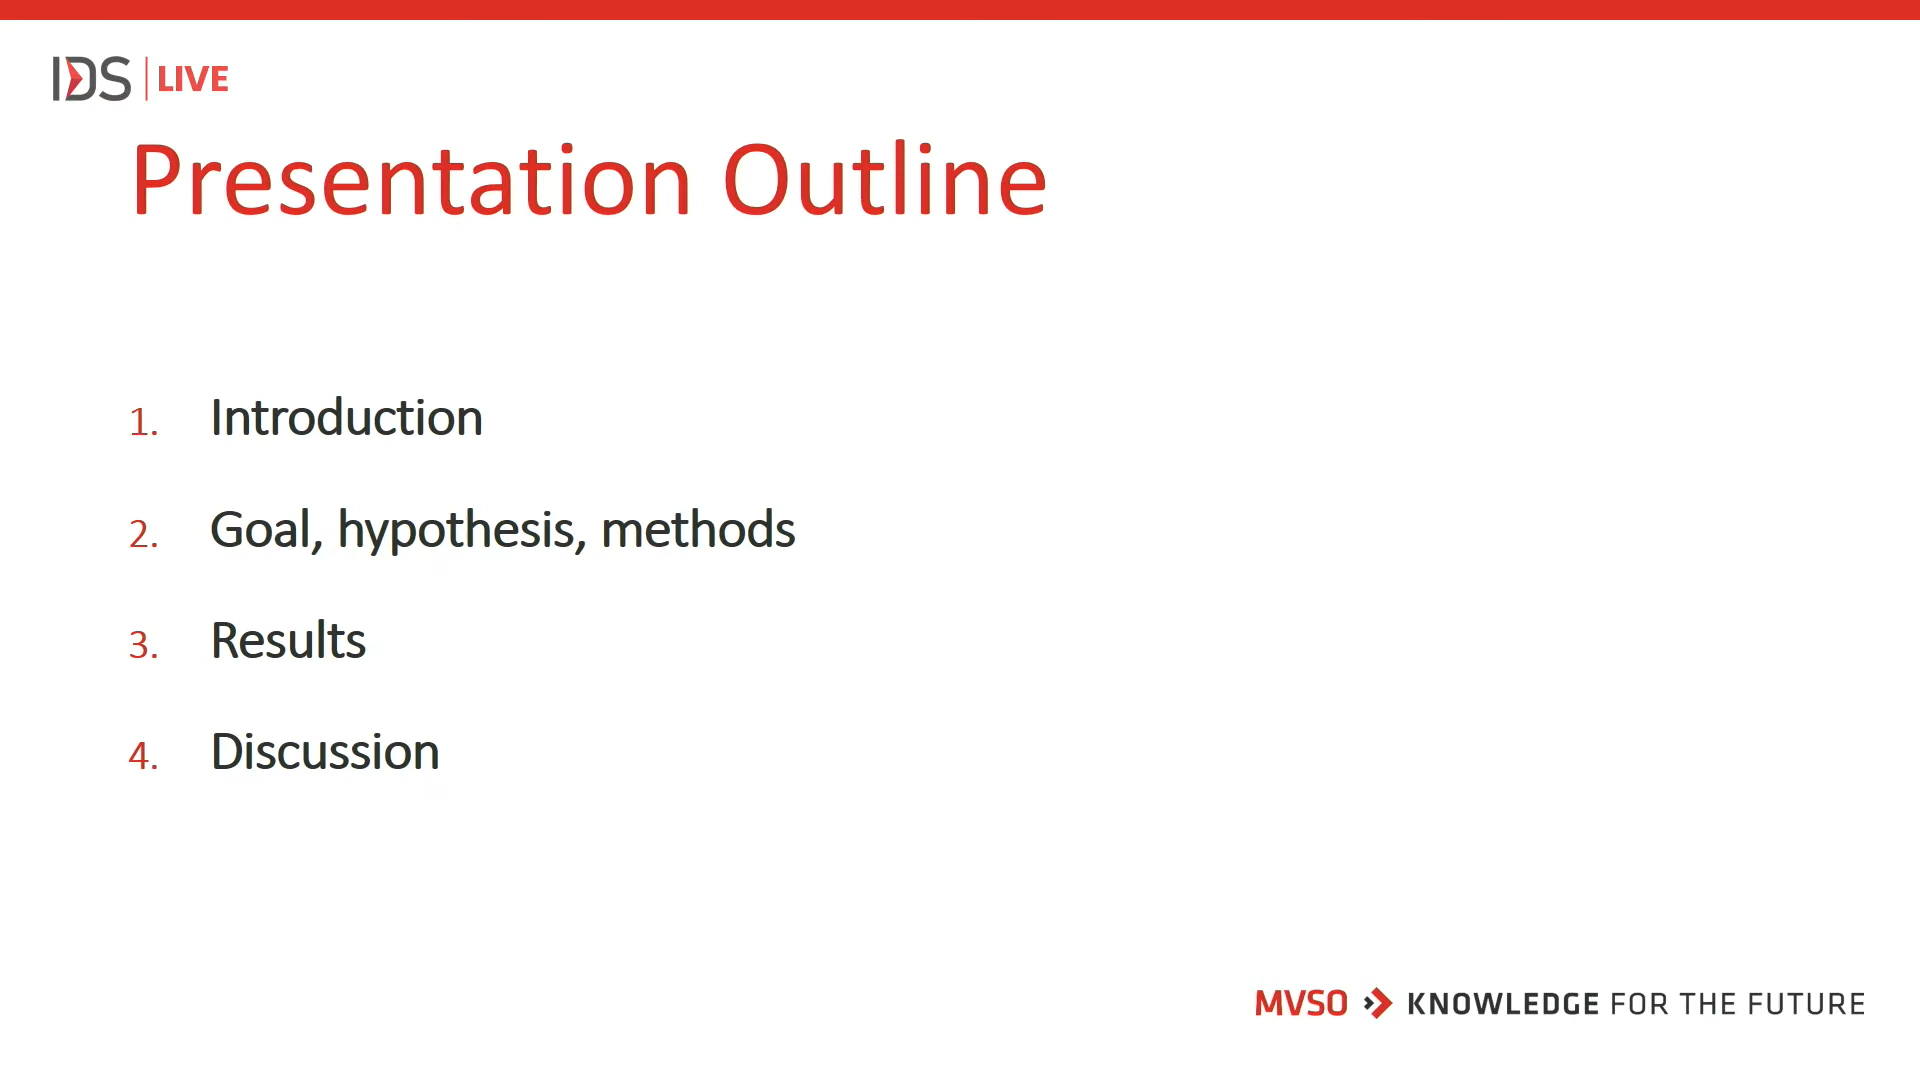 IDS LIVE
Presentation Outline
1. Introduction
2. Goal, hypothesis, methods
3. Results
4. Discussion
MVSO KNOWLEDGE FOR THE FUTURE